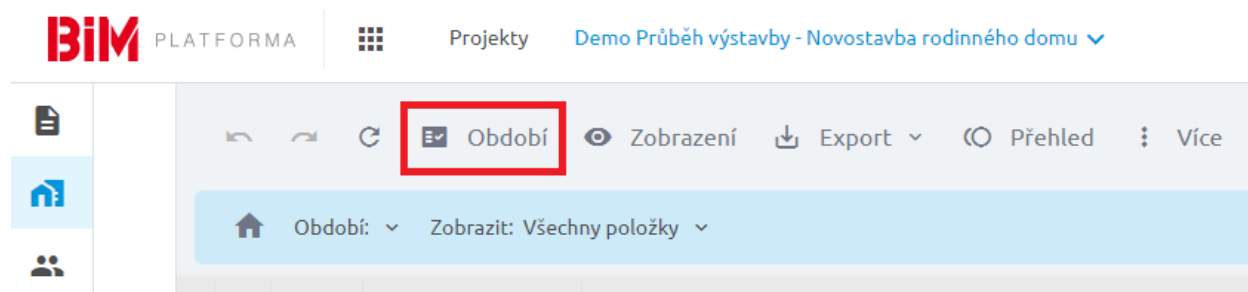 BiM PLATFORMA Projekty Demo Průběh výstavby - Novostavba rodinného domu
Období Zobrazení Export Přehled Více
Období: Zobrazit: Všechny položky